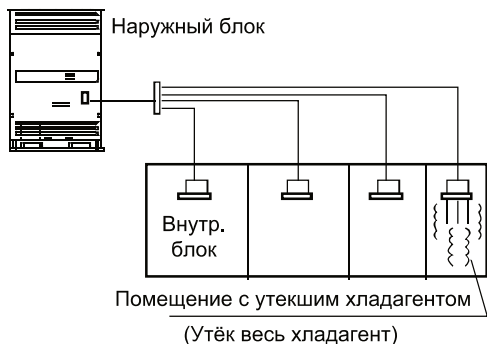 Наружный блок
Внутр.
блок
Помещение с утекшим хладагентом
(Утёк весь хладагент)